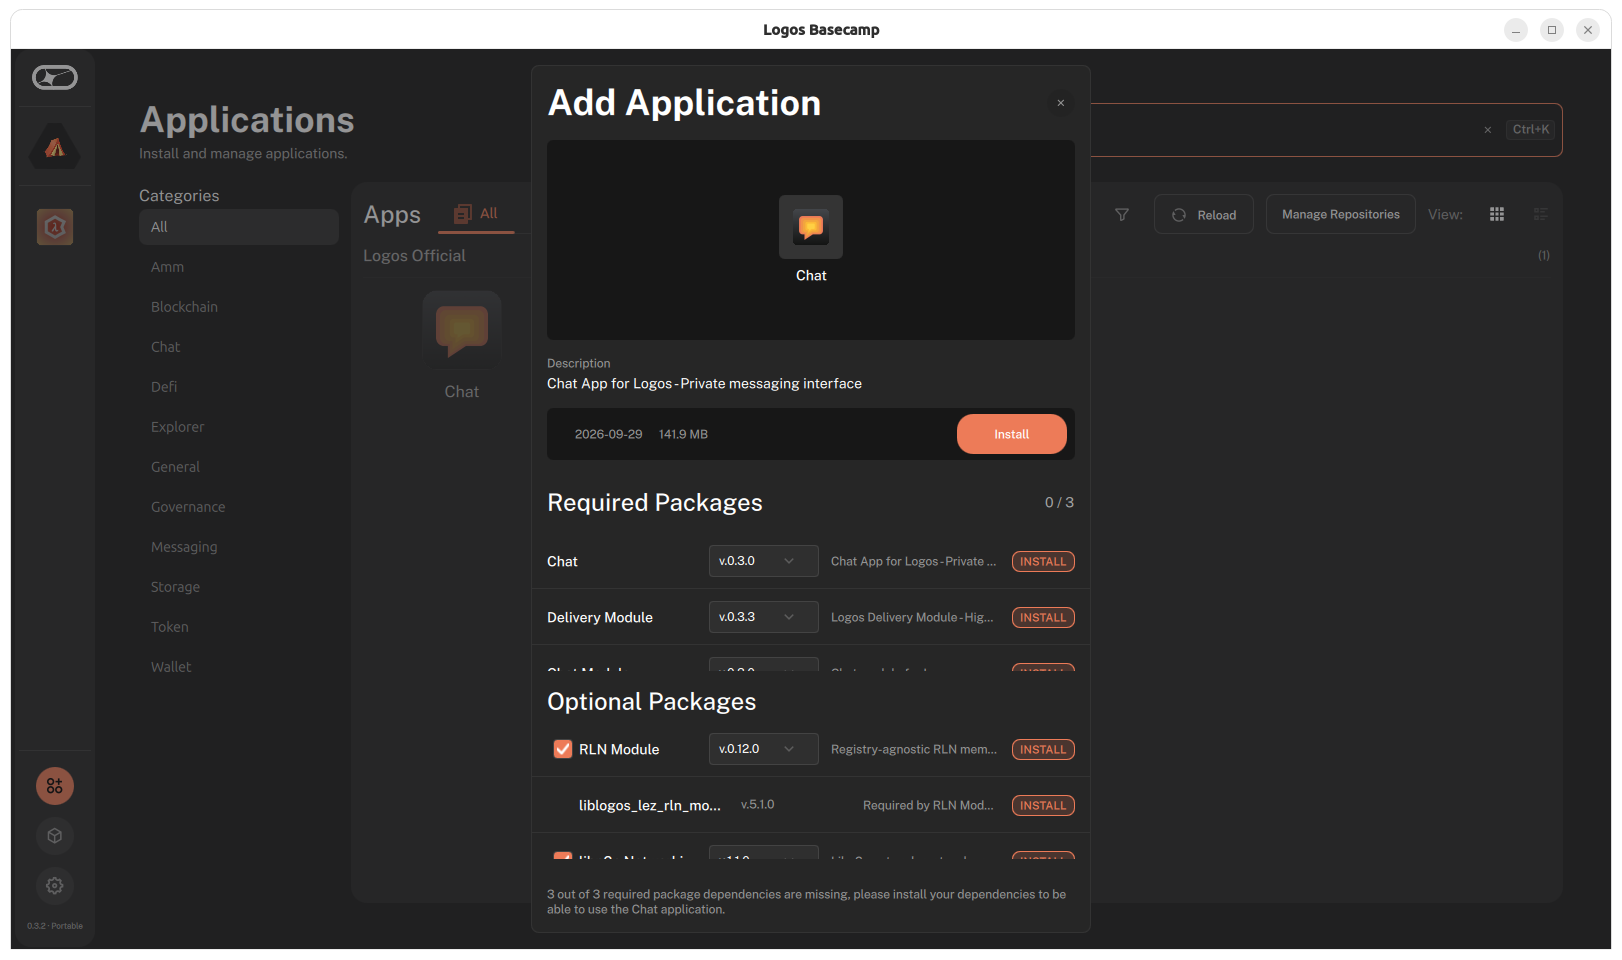 Logos Basecamp
Applications
Install and manage applications.
Categories
All
Amm
Blockchain
Chat
Defi
Explorer
General
Governance
Messaging
Storage
Token
Wallet
0.3.2 · Portable
Apps
All
Logos Official
Chat
Ctrl+K
Reload
Manage Repositories
View:
(1)
Add Application
Chat
Description
Chat App for Logos - Private messaging interface
2026-09-29 141.9 MB
Install
Required Packages
0 / 3
Chat v.0.3.0 Chat App for Logos - Private ... INSTALL
Delivery Module v.0.3.3 Logos Delivery Module - Hig... INSTALL
Optional Packages
RLN Module v.0.12.0 Registry-agnostic RLN mem... INSTALL
liblogos_lez_rln_mo... v.5.1.0 Required by RLN Mod... INSTALL
3 out of 3 required package dependencies are missing, please install your dependencies to be
able to use the Chat application.